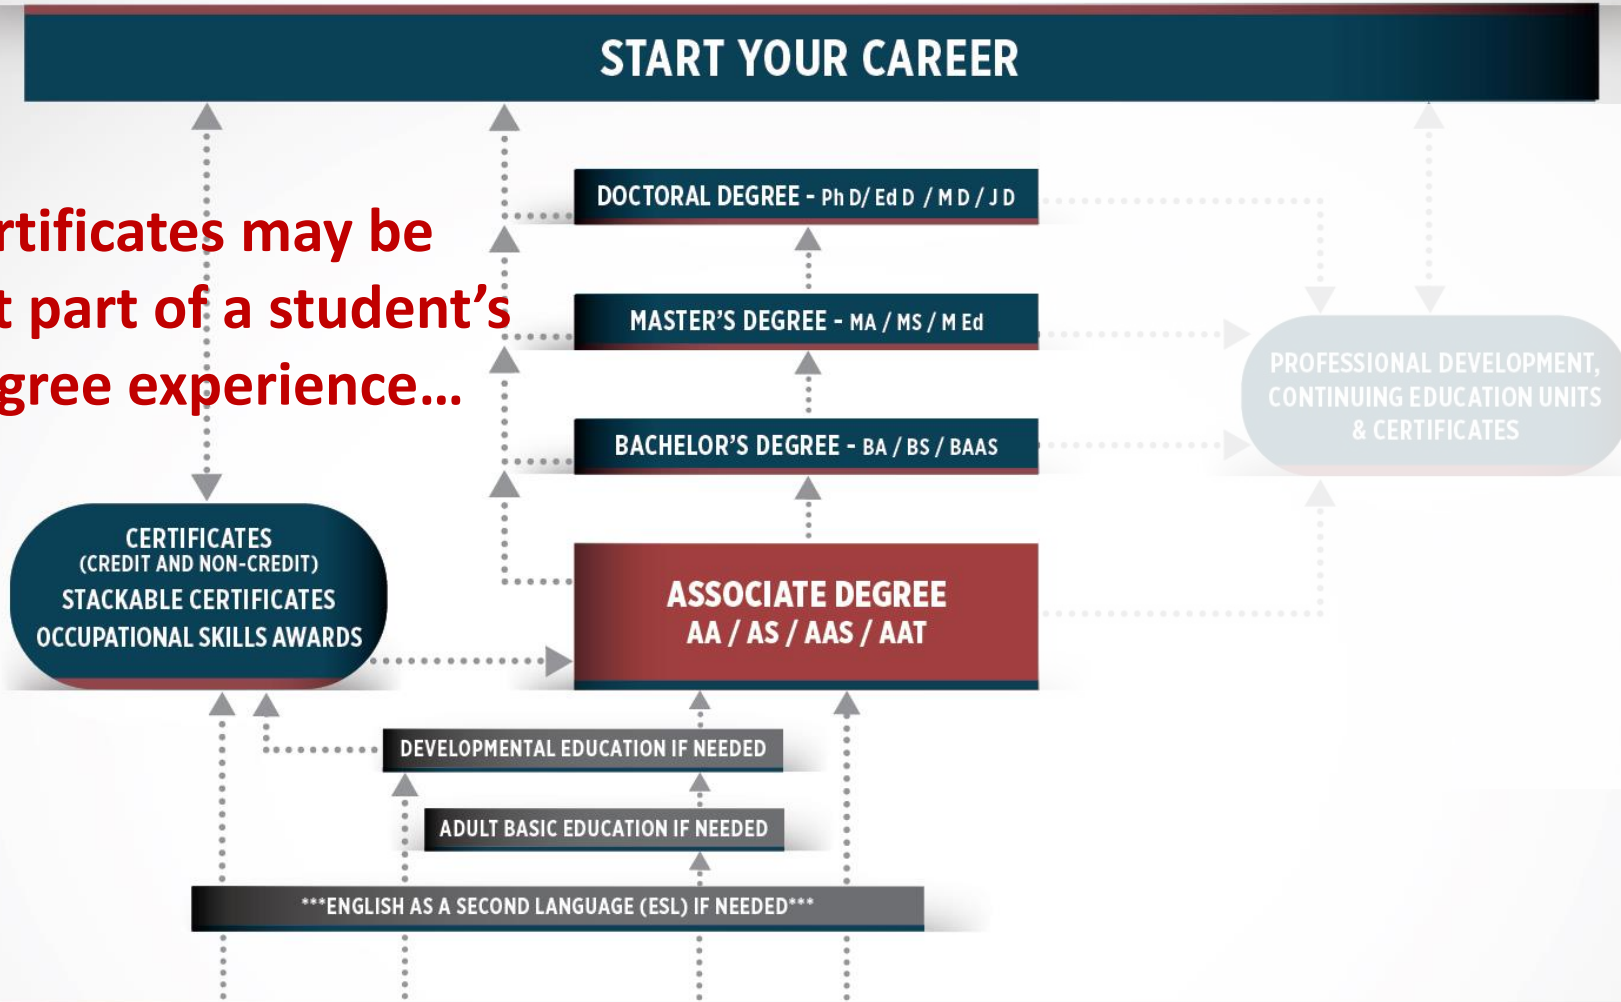 START YOUR CAREER
DOCTORAL DEGREE - Ph D/ Ed D / M D / J D
may be
part of a student’s
experience...
MASTER’S DEGREE - MA / MS / M Ed
PROFESSIONAL DEVELOPMENT,
CONTINUING EDUCATION UNITS
& CERTIFICATES
BACHELOR’S DEGREE - BA / BS / BAAS
CERTIFICATES
(CREDIT AND NON-CREDIT)
STACKABLE CERTIFICATES
OCCUPATIONAL SKILLS AWARDS
ASSOCIATE DEGREE
AA / AS / AAS / AAT
DEVELOPMENTAL EDUCATION IF NEEDED
ADULT BASIC EDUCATION IF NEEDED
***ENGLISH AS A SECOND LANGUAGE (ESL) IF NEEDED***